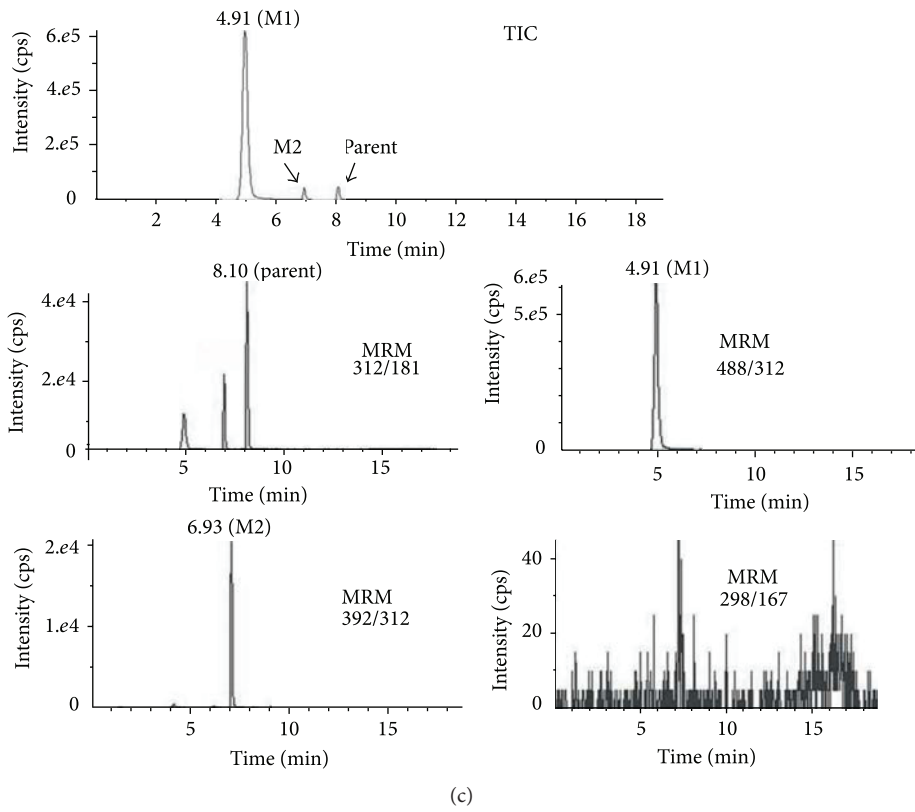 4.91 (M1)
TIC
Intensity (cps)
6.e5
4.e5
2.e5
0
M2
Parent
2 4 6 8 10 12 14 16 18
Time (min)
8.10 (parent)
Intensity (cps)
4.e4
2.e4
0
MRM
312/181
5 10 15
Time (min)
4.91 (M1)
Intensity (cps)
6.e5
5.e5
0
MRM
488/312
5 10 15
Time (min)
6.93 (M2)
Intensity (cps)
2.e4
1.e4
0
MRM
392/312
5 10 15
Time (min)
Intensity (cps)
40
20
0
MRM
298/167
5 10 15
Time (min)
(c)